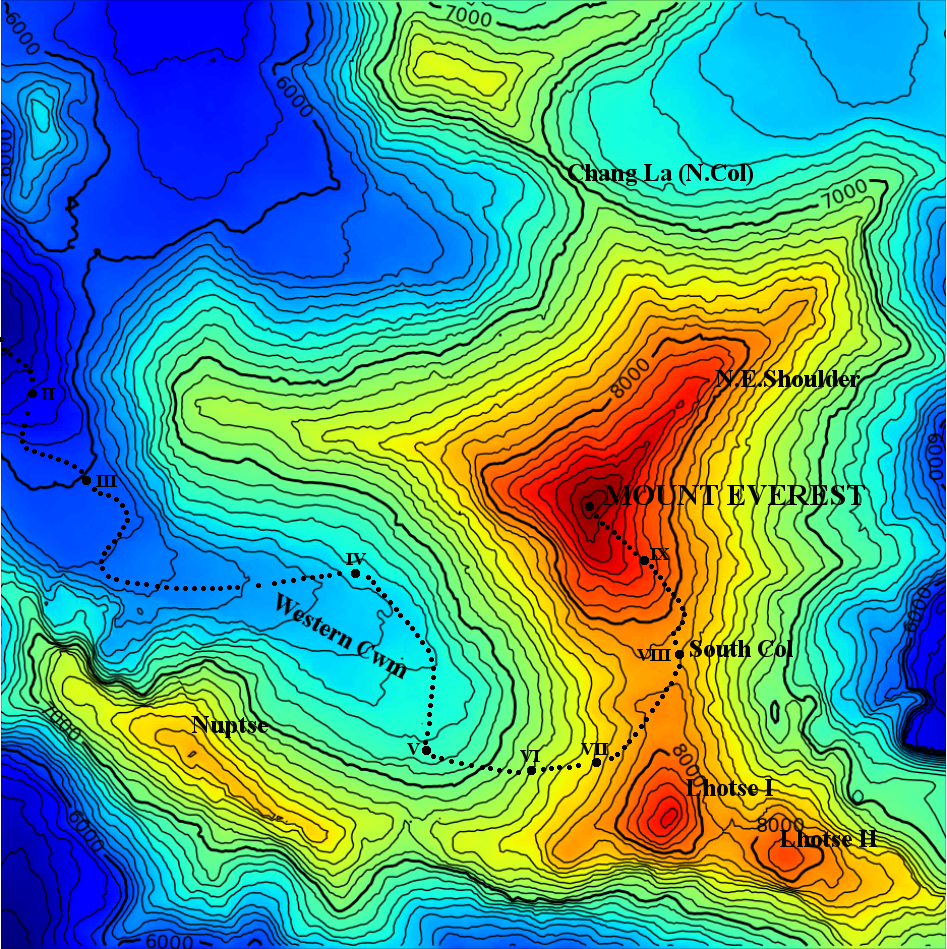 7000
6000
6000
6000
Chang La (N.Col)
7000
8000
N.E.Shoulder
II
6000
III
MOUNT EVEREST
IX
IV
Western Cwm
6000
VIII
South Col
7000
Nuptse
V
VI
VII
8000
Lhotse I
6000
8000
Lhotse II
6000